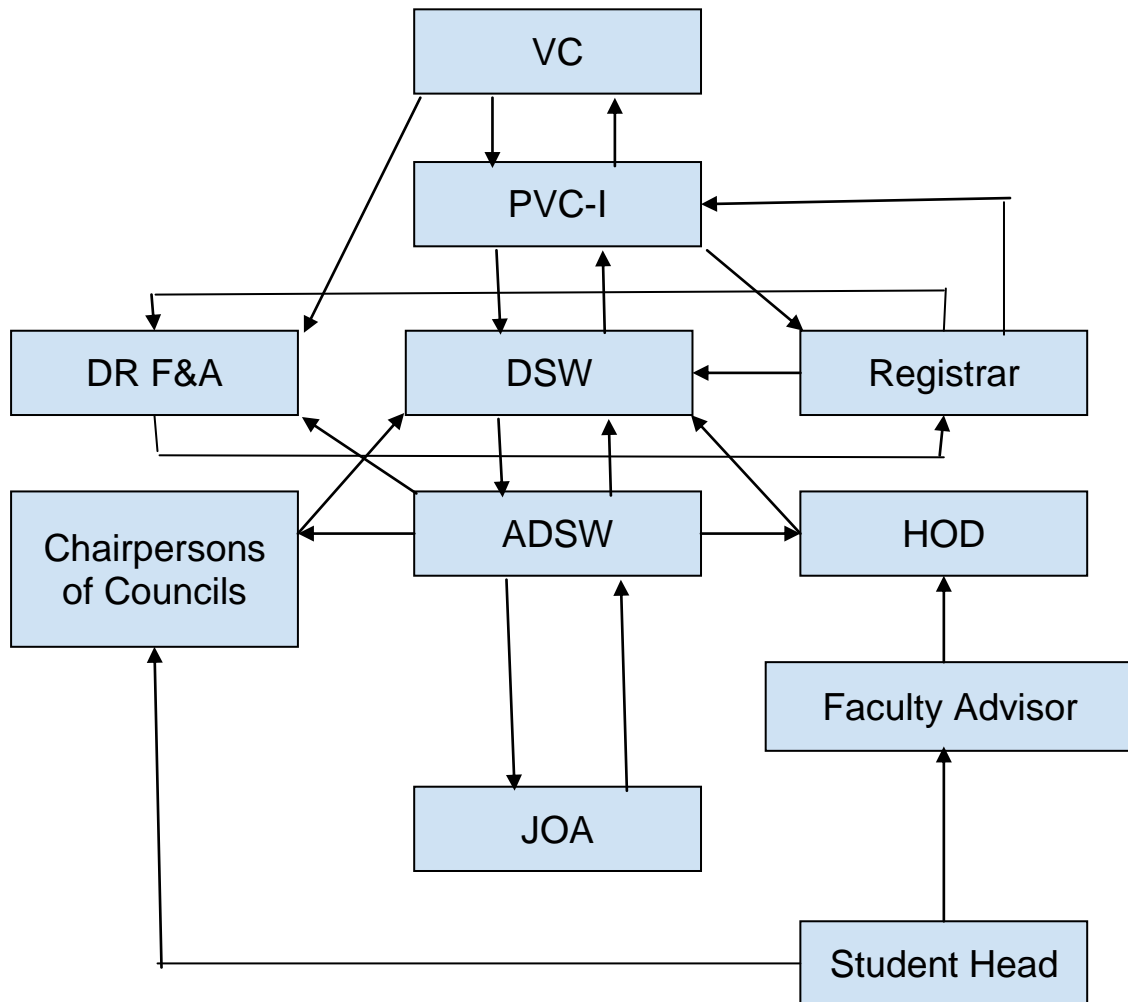 VC
PVC-I
DR F&A
DSW
Registrar
Chairpersons
of Councils
ADSW
HOD
Faculty Advisor
JOA
Student Head